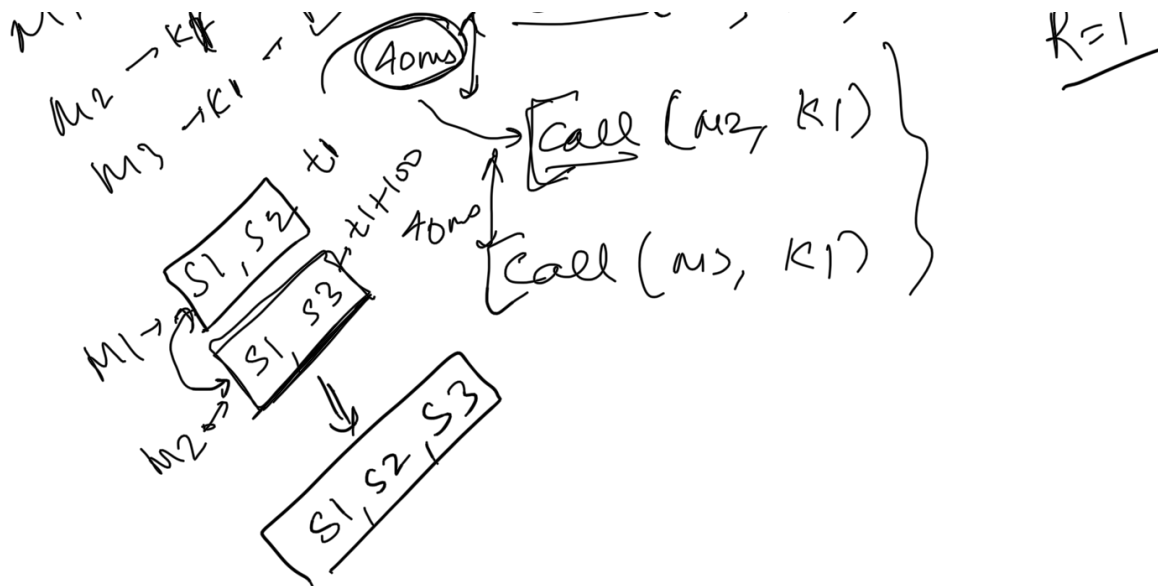 R=1
M2 → K1
40ms
M3 → K1
Call (M2, K1)
t1
t1+100
40ms
S1, S2
Call (M3, K1)
M1 →
S1, S3
M2 →
S1, S2, S3